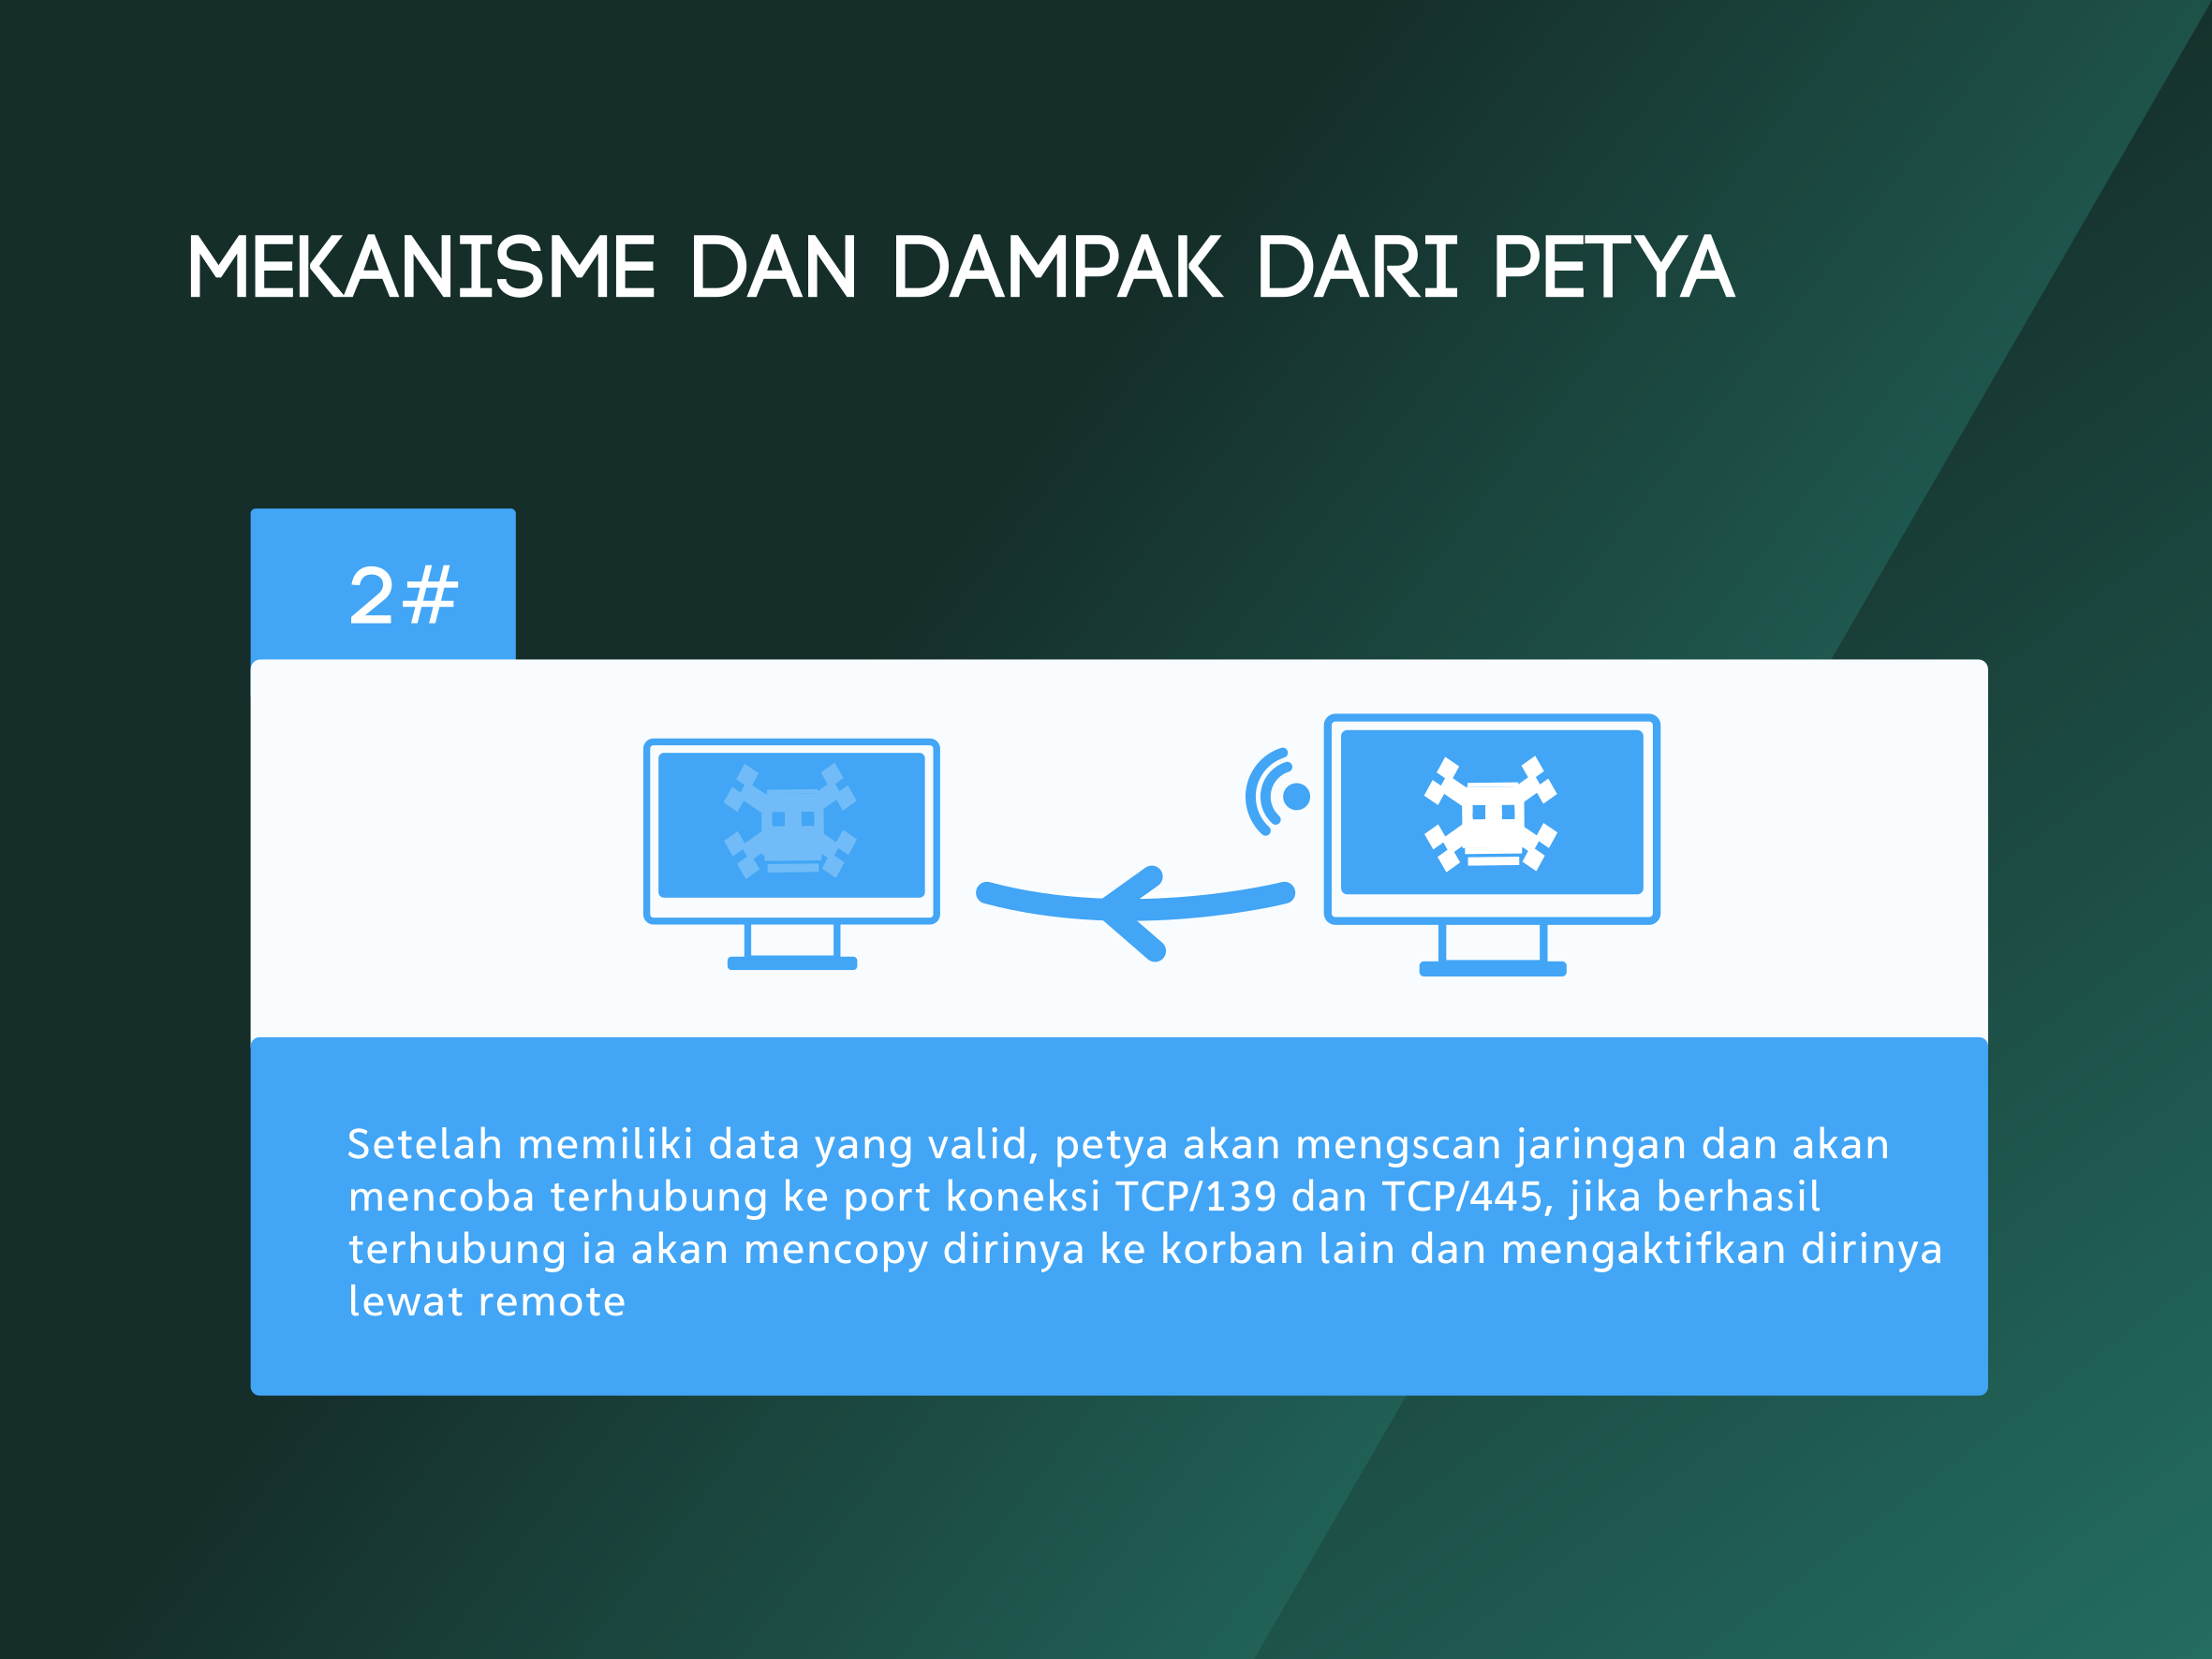 MEKANISME DAN DAMPAK DARI PETYA
2#
Setelah memiliki data yang valid, petya akan mengscan jaringan dan akan
mencoba terhubung ke port koneksi TCP/139 dan TCP/445, jika berhasil
terhubung ia akan mencopy dirinya ke korban lain dan mengaktifkan dirinya
lewat remote